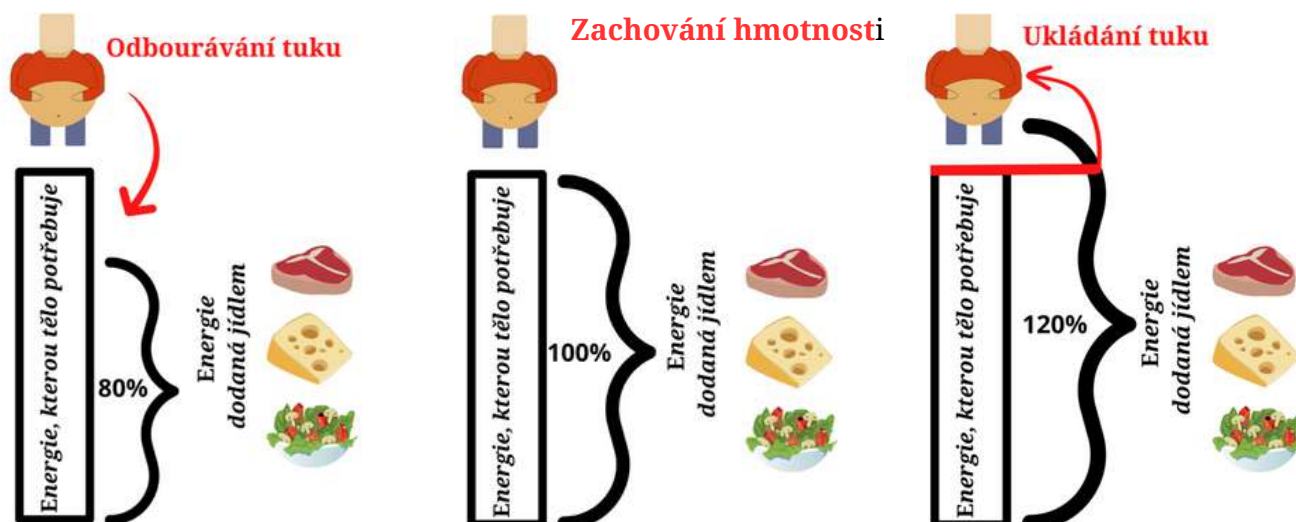 Odbourávání tuku
Energie, kterou tělo potřebuje
80%
Energie
dodaná jídlem
Zachování hmotnosti
Energie, kterou tělo potřebuje
100%
Energie
dodaná jídlem
Ukládání tuku
Energie, kterou tělo potřebuje
120%
Energie
dodaná jídlem